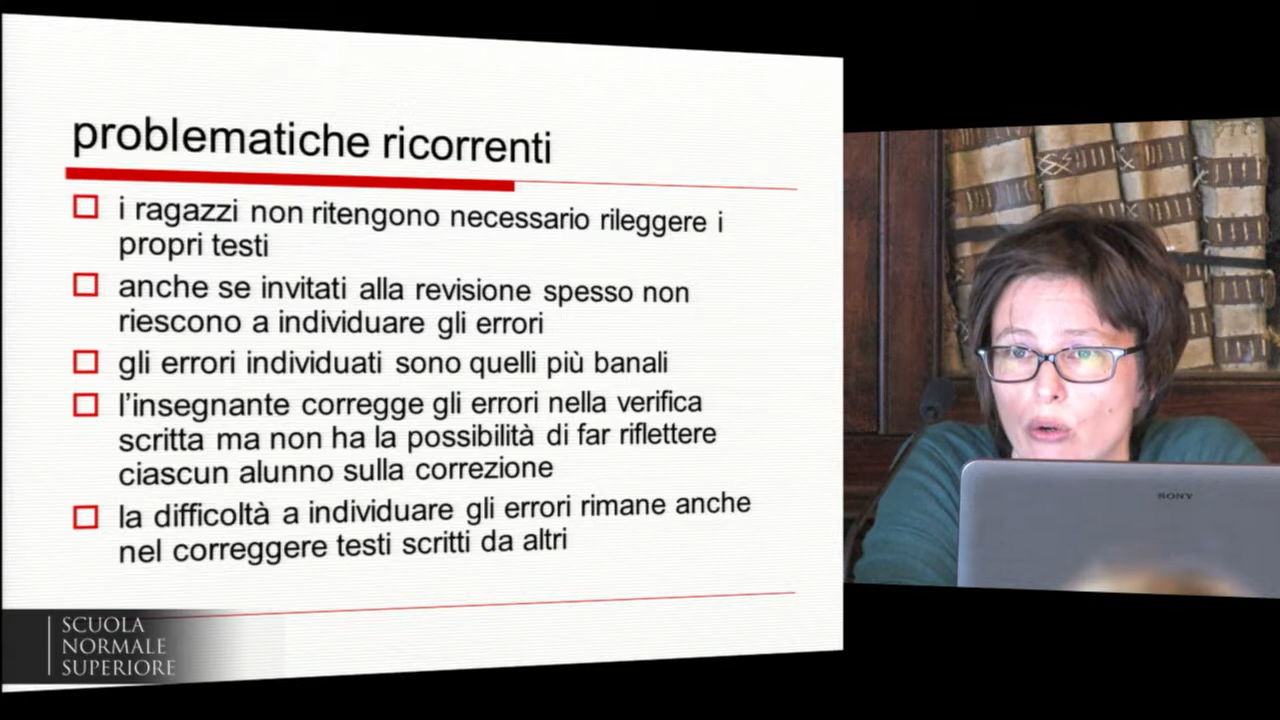 problematiche ricorrenti
i ragazzi non ritengono necessario rileggere i
propri testi
anche se invitati alla revisione spesso non
riescono a individuare gli errori
gli errori individuati sono quelli più banali
l'insegnante corregge gli errori nella verifica
scritta ma non ha la possibilità di far riflettere
ciascun alunno sulla correzione
la difficoltà a individuare gli errori rimane anche
nel correggere testi scritti da altri
SCUOLA
NORMALE
SUPERIORE
SONY